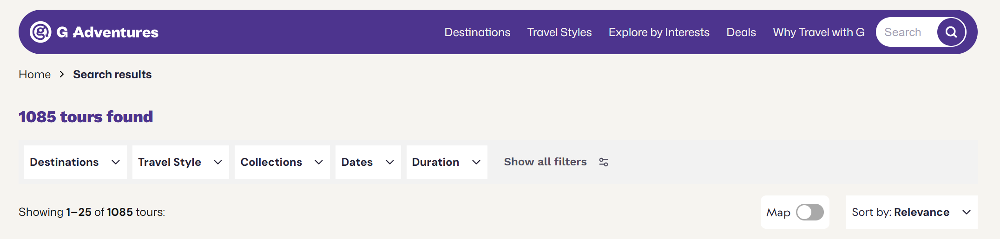 G Adventures Destinations Travel Styles Explore by Interests Deals Why Travel with G Search
Home Search results
1085 tours found
Destinations Travel Style Collections Dates Duration Show all filters
Showing 1–25 of 1085 tours: Map Sort by: Relevance